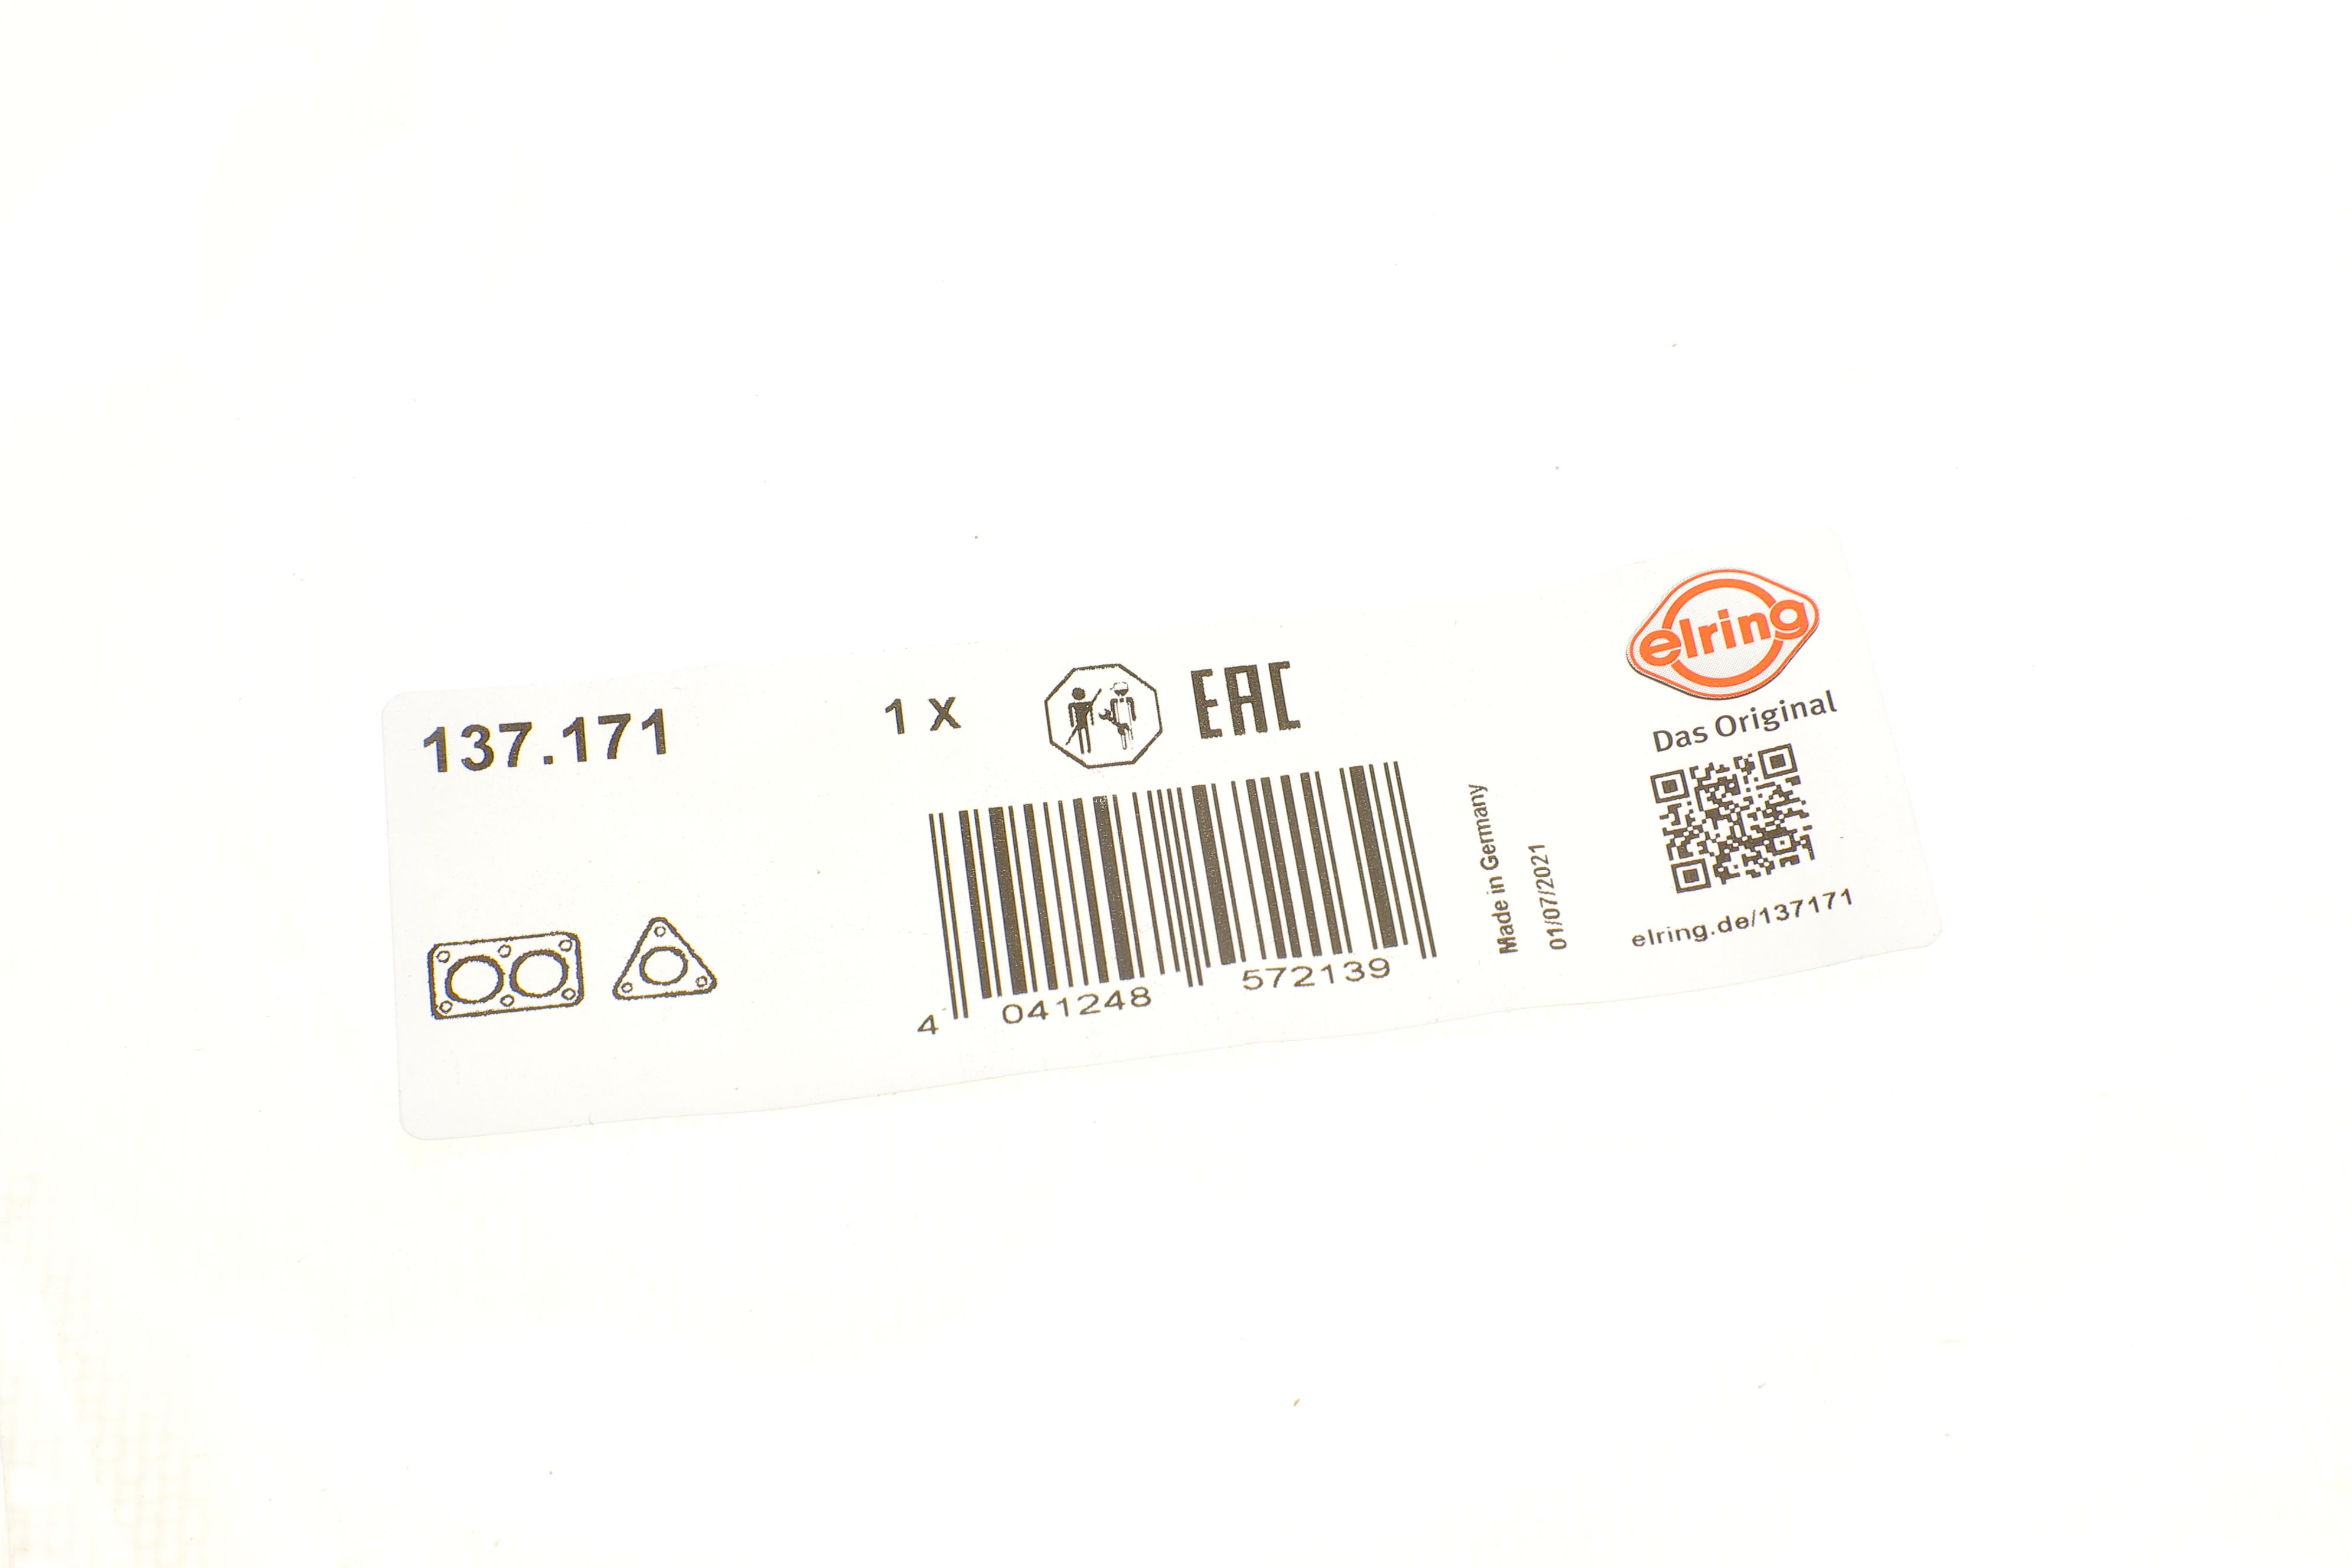 137.171
1 x
EAC
4 041248 572139
Made in Germany
01/07/2021
elring
Das Original
elring.de/137171